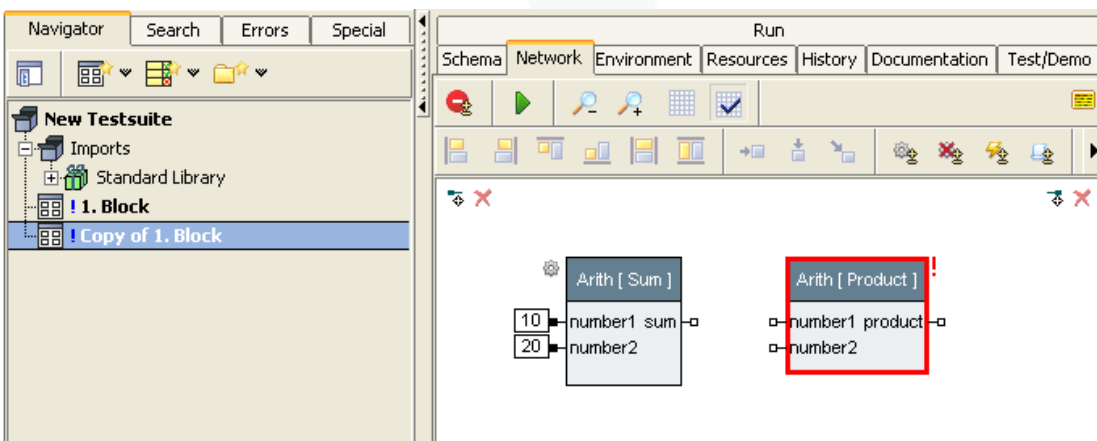 Navigator Search Errors Special
Run
Schema Network Environment Resources History Documentation Test/Demo
New Testsuite
Imports
Standard Library
! 1. Block
! Copy of 1. Block
Arith [ Sum ]
10 number1 sum
20 number2
Arith [ Product ] !
number1 product
number2